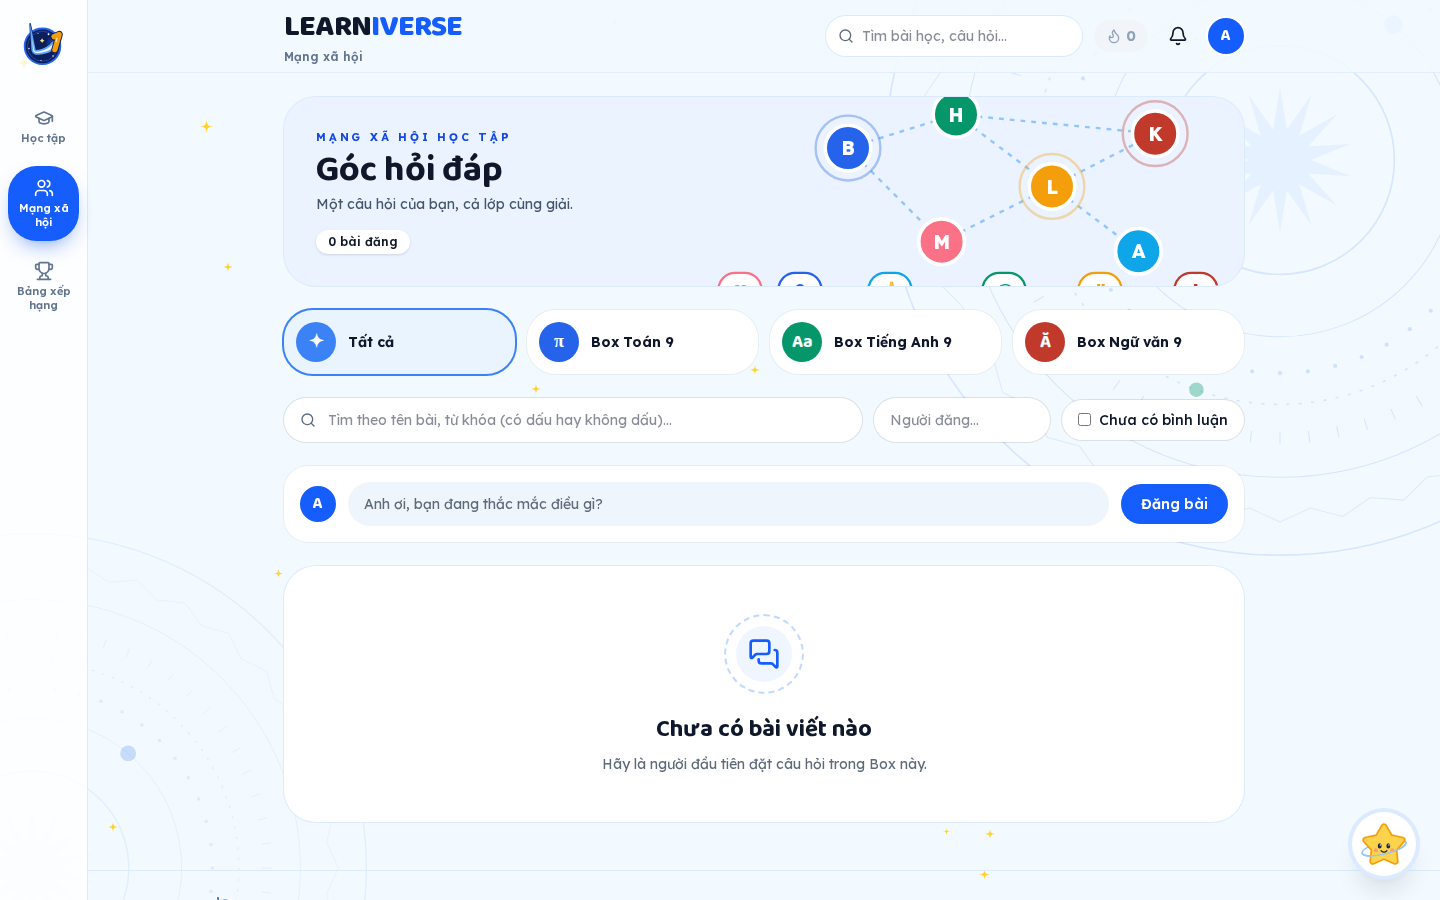 LEARNIVERSE
Mạng xã hội
Tìm bài học, câu hỏi...
0
A
Học tập
Mạng xã
hội
Bảng xếp
hạng
MẠNG XÃ HỘI HỌC TẬP
Góc hỏi đáp
Một câu hỏi của bạn, cả lớp cùng giải.
0 bài đăng
B
H
K
L
M
A
Tất cả
π
Box Toán 9
Aa
Box Tiếng Anh 9
Ă
Box Ngữ văn 9
Tìm theo tên bài, từ khóa (có dấu hay không dấu)...
Người đăng...
Chưa có bình luận
A
Anh ơi, bạn đang thắc mắc điều gì?
Đăng bài
Chưa có bài viết nào
Hãy là người đầu tiên đặt câu hỏi trong Box này.